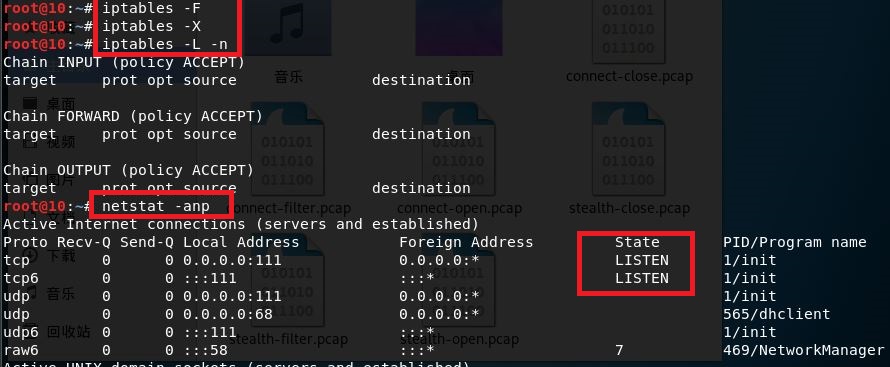 root@10:~# iptables -F
root@10:~# iptables -X
root@10:~# iptables -L -n
Chain INPUT (policy ACCEPT)
target     prot opt source               destination
Chain FORWARD (policy ACCEPT)
target     prot opt source               destination
Chain OUTPUT (policy ACCEPT)
target     prot opt source               destination
root@10:~# netstat -anp
Active Internet connections (servers and established)
Proto Recv-Q Send-Q Local Address           Foreign Address         State       PID/Program name
tcp        0      0 0.0.0.0:111             0.0.0.0:*               LISTEN      1/init
tcp6       0      0 :::111                  :::*                    LISTEN      1/init
udp        0      0 0.0.0.0:111             0.0.0.0:*                           1/init
udp        0      0 0.0.0.0:68              0.0.0.0:*                           565/dhclient
udp6       0      0 :::111                  :::*                                1/init
raw6       0      0 :::58                   :::*                    7           469/NetworkManager
Active UNIX domain sockets (servers and established)
音乐
桌面
connect-close.pcap
connect-filter.pcap
connect-open.pcap
stealth-close.pcap
stealth-filter.pcap
stealth-open.pcap
桌面
视频
图片
文档
下载
音乐
回收站